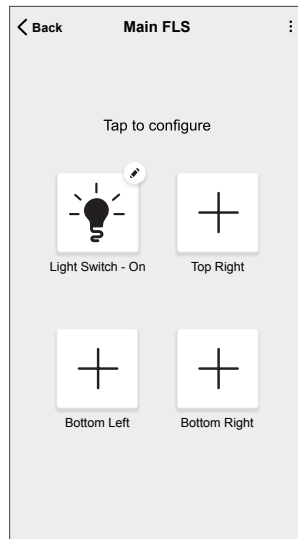 Back Main FLS
Tap to configure
Light Switch - On Top Right
Bottom Left Bottom Right